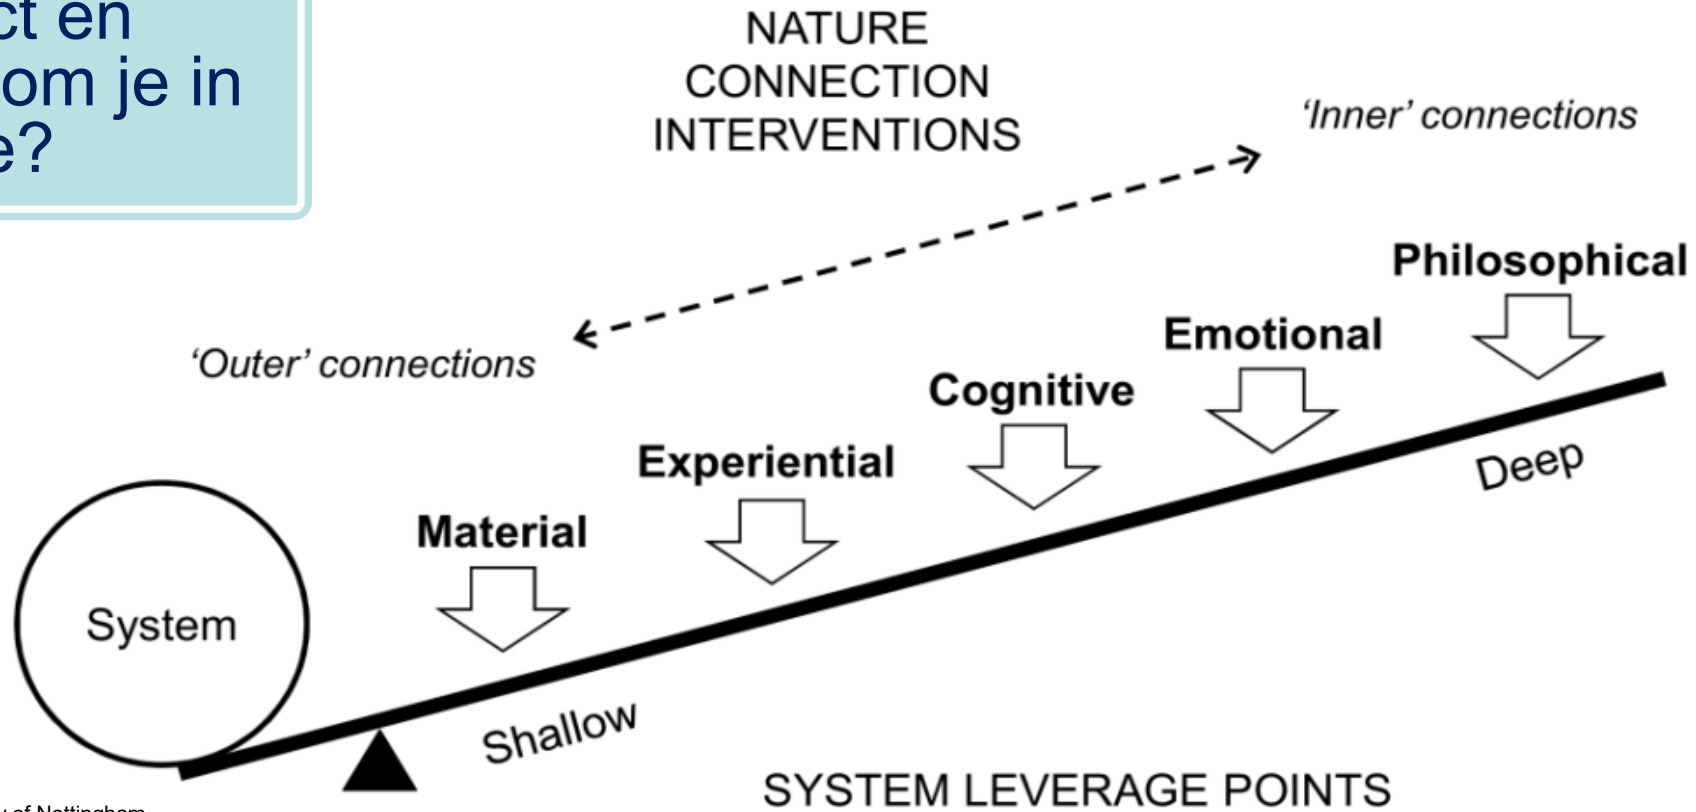 en
om je in
NATURE
CONNECTION
INTERVENTIONS
‘Inner’ connections
‘Outer’ connections
Philosophical
Emotional
Cognitive
Experiential
Material
System
Deep
Shallow
SYSTEM LEVERAGE POINTS
of Nottingham